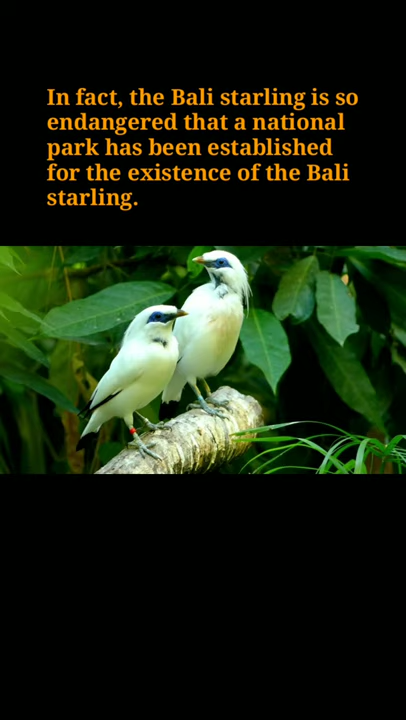 In fact, the Bali starling is so
endangered that a national
park has been established
for the existence of the Bali
starling.